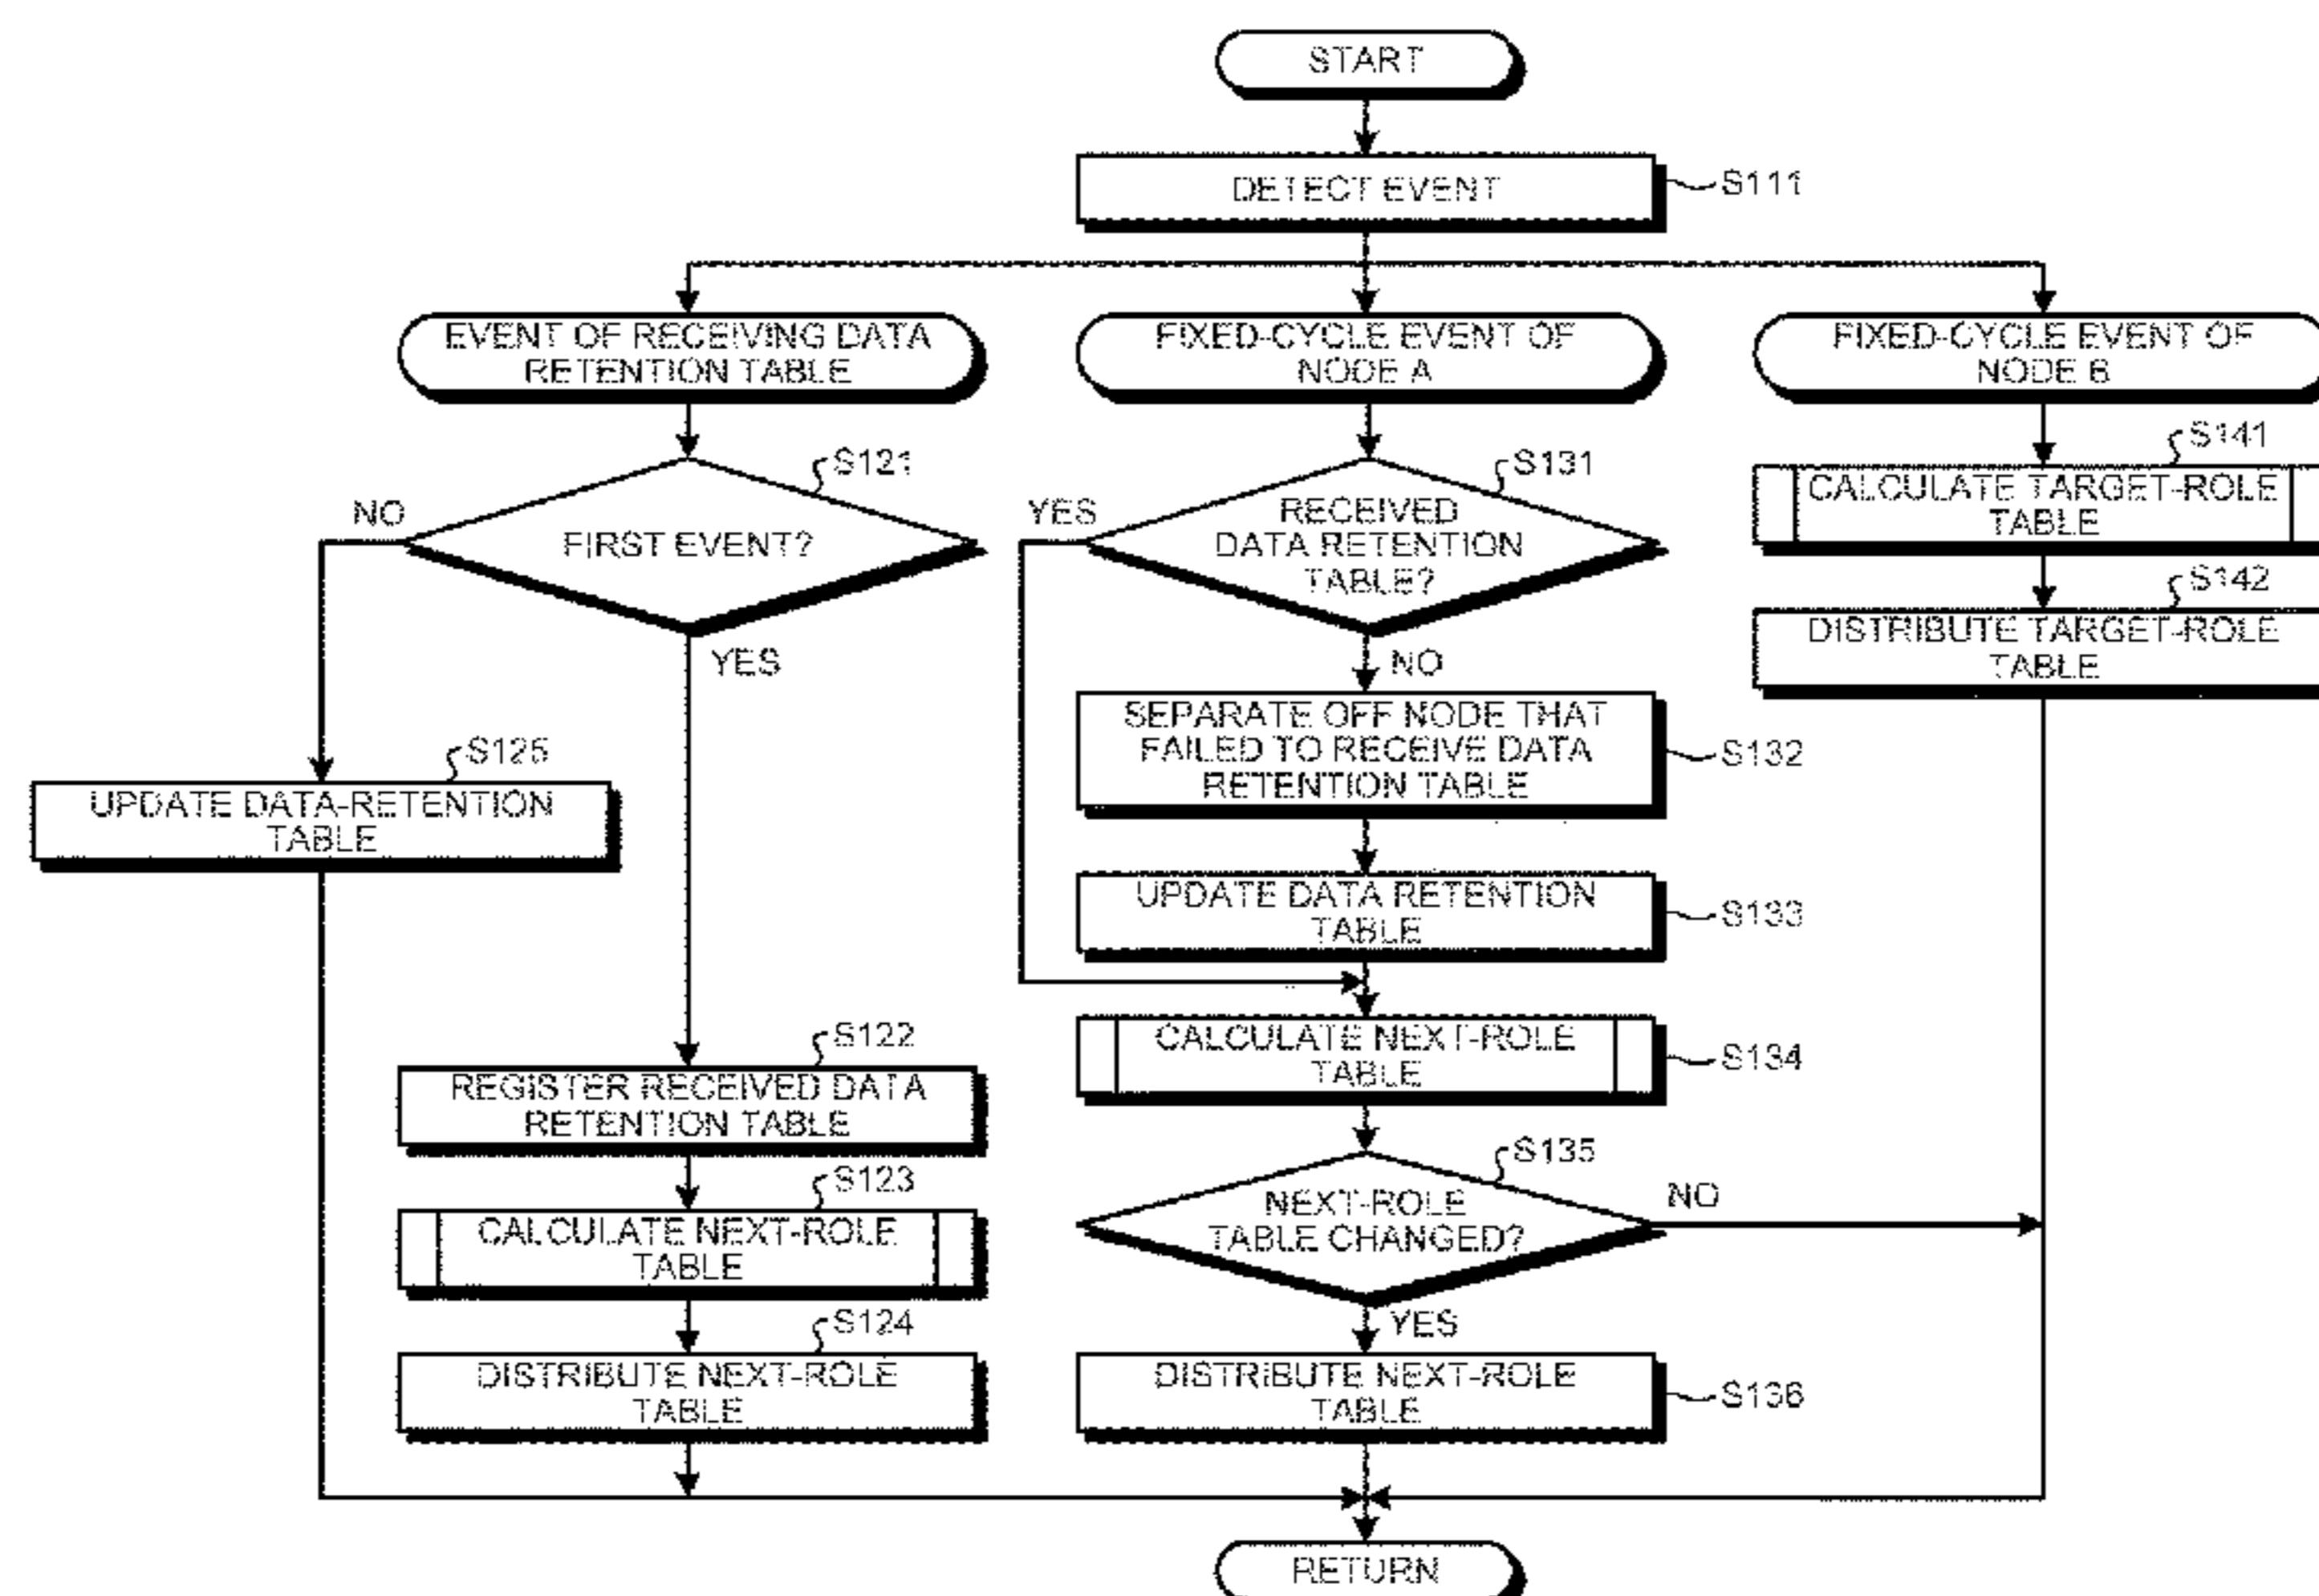 START
DETECT EVENT
S111
EVENT OF RECEIVING DATA
RETENTION TABLE
FIXED-CYCLE EVENT OF
NODE A
FIXED-CYCLE EVENT OF
NODE B
S121
NO
FIRST EVENT?
YES
S125
UPDATE DATA-RETENTION
TABLE
S122
REGISTER RECEIVED DATA
RETENTION TABLE
S123
CALCULATE NEXT-ROLE
TABLE
S124
DISTRIBUTE NEXT-ROLE
TABLE
S131
YES
RECEIVED
DATA RETENTION
TABLE?
NO
SEPARATE OFF NODE THAT
FAILED TO RECEIVE DATA
RETENTION TABLE
S132
UPDATE DATA RETENTION
TABLE
S133
CALCULATE NEXT-ROLE
TABLE
S134
S135
NEXT-ROLE
TABLE CHANGED?
NO
YES
DISTRIBUTE NEXT-ROLE
TABLE
S136
S141
CALCULATE TARGET-ROLE
TABLE
S142
DISTRIBUTE TARGET-ROLE
TABLE
RETURN